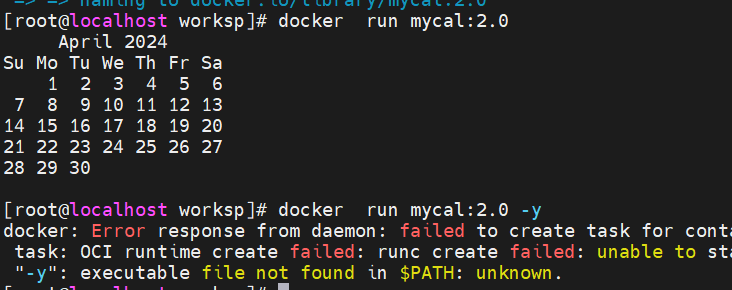 => => naming to docker.io/library/mycal:2.0
[root@localhost worksp]# docker  run mycal:2.0
     April 2024
Su Mo Tu We Th Fr Sa
    1  2  3  4  5  6
 7  8  9 10 11 12 13
14 15 16 17 18 19 20
21 22 23 24 25 26 27
28 29 30
[root@localhost worksp]# docker  run mycal:2.0 -y
docker: Error response from daemon: failed to create task for conta
 task: OCI runtime create failed: runc create failed: unable to sta
 "-y": executable file not found in $PATH: unknown.